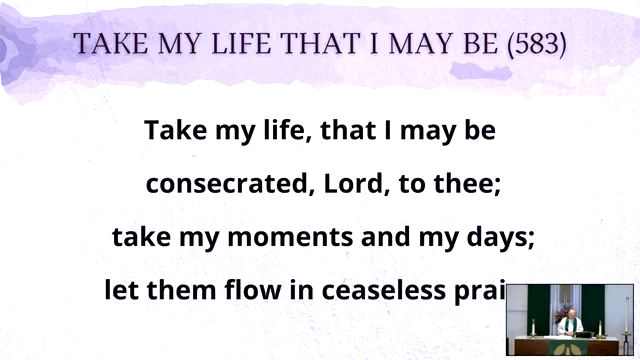 TAKE MY LIFE THAT I MAY BE (583)
Take my life, that I may be
consecrated, Lord, to thee;
take my moments and my days;
let them flow in ceaseless